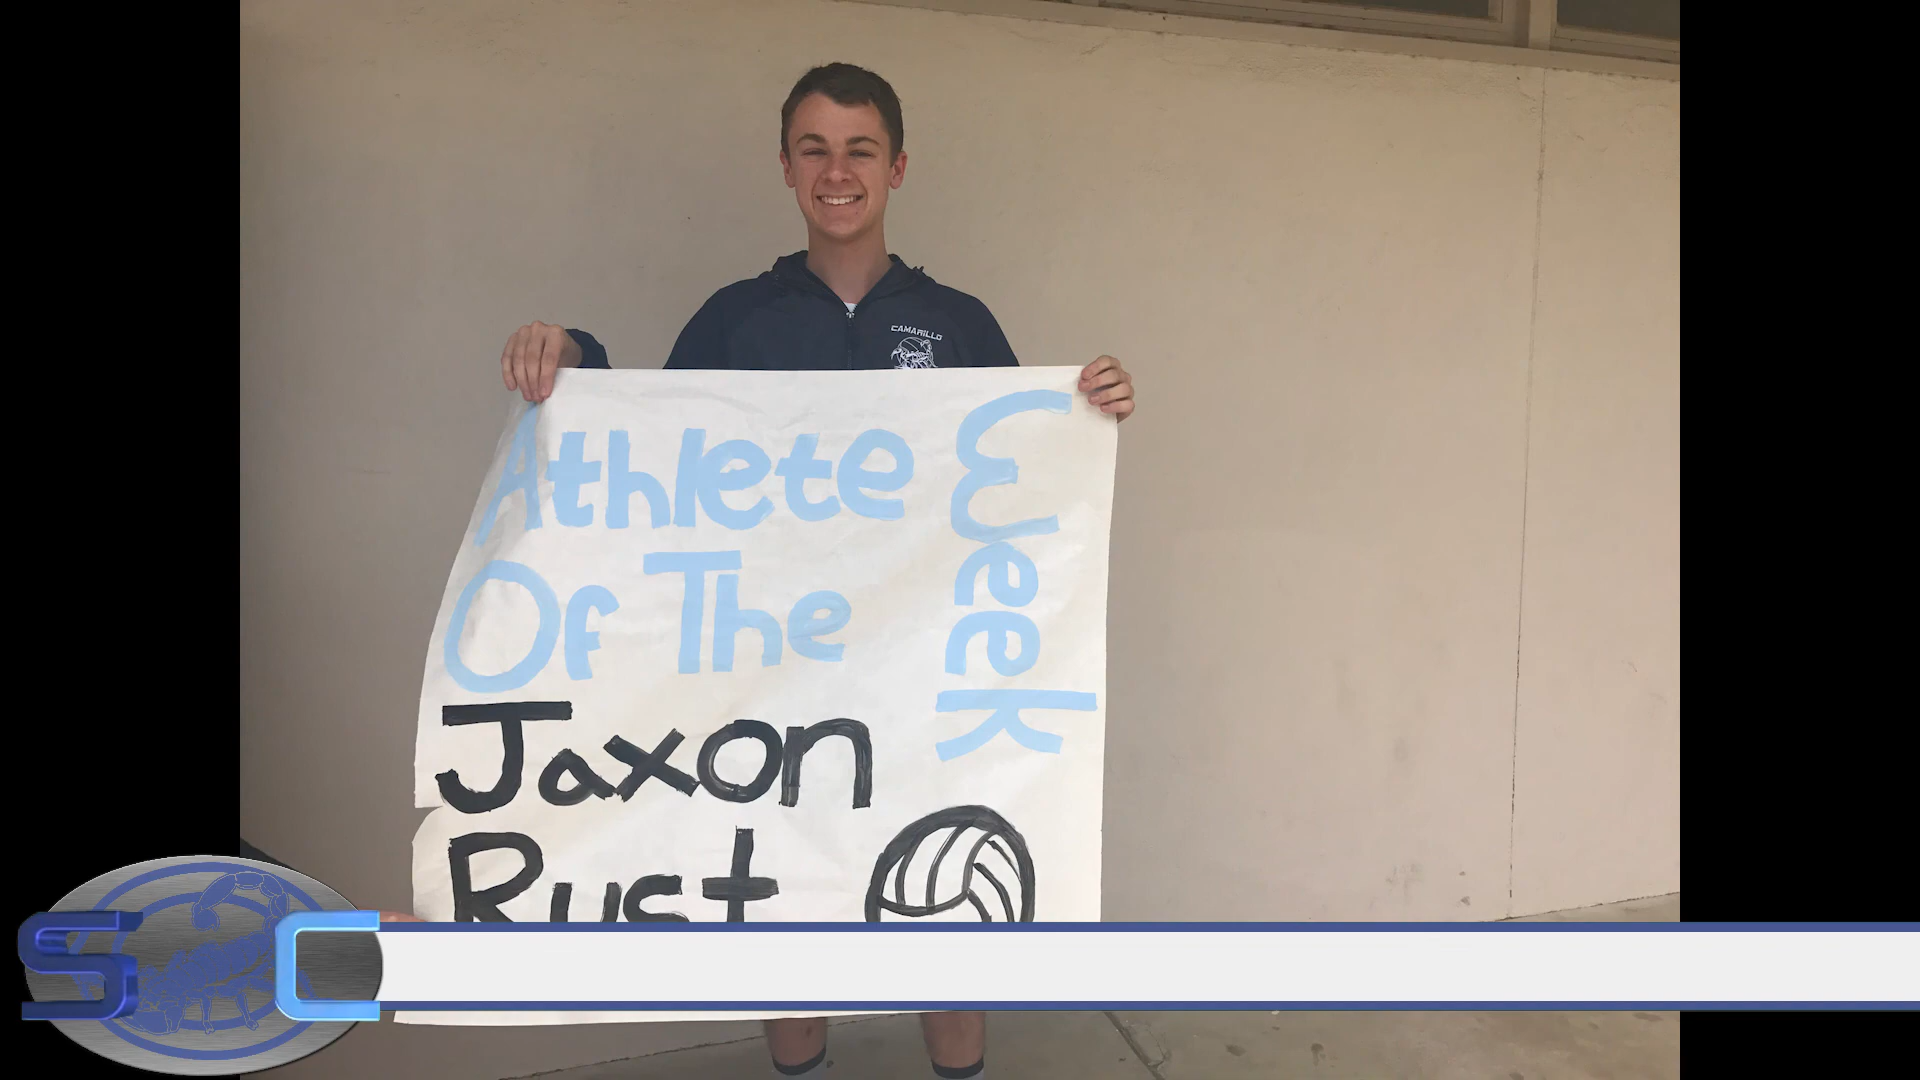 CAMARILLO
Athlete
Of The
Week
Jaxon
Rust
SC